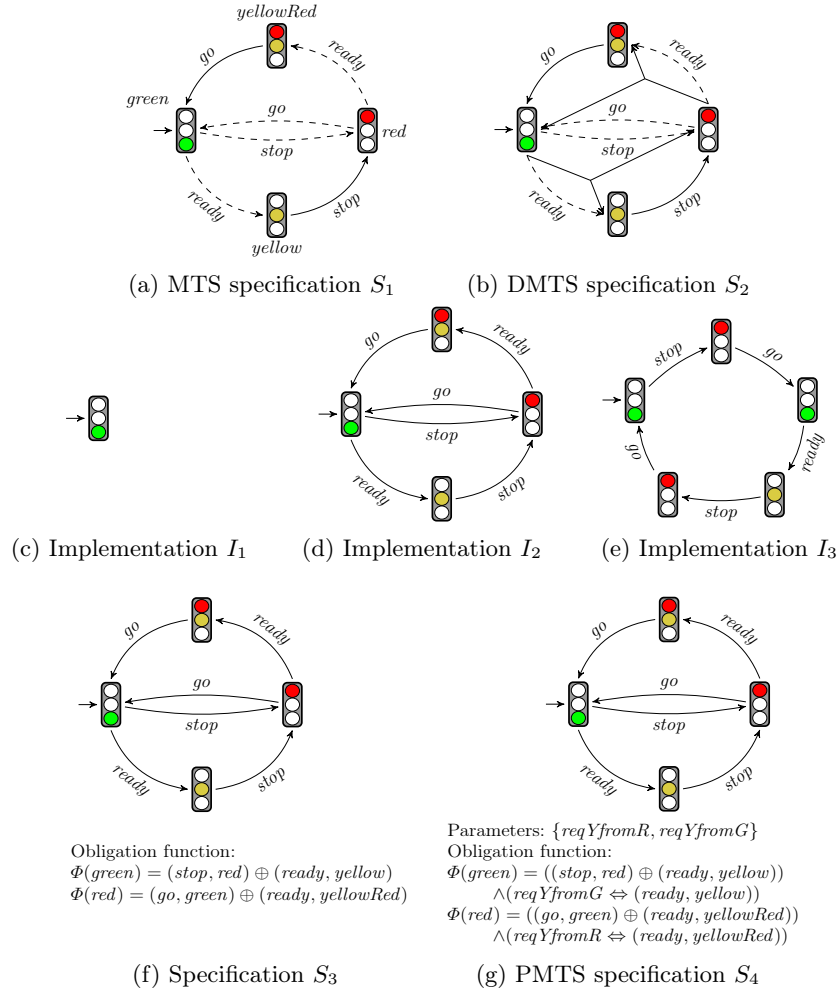 yellowRed
go
ready
green
go
stop
red
ready
stop
yellow
(a) MTS specification S₁
go
ready
go
stop
ready
stop
(b) DMTS specification S₂
(c) Implementation I₁
go
ready
go
stop
ready
stop
(d) Implementation I₂
stop
go
ready
stop
go
(e) Implementation I₃
go
ready
go
stop
ready
stop
Obligation function:
Φ(green) = (stop, red) ⊕ (ready, yellow)
Φ(red) = (go, green) ⊕ (ready, yellowRed)
(f) Specification S₃
go
ready
go
stop
ready
stop
Parameters: {reqYfromR, reqYfromG}
Obligation function:
Φ(green) = ((stop, red) ⊕ (ready, yellow))
∧(reqYfromG ⇔ (ready, yellow))
Φ(red) = ((go, green) ⊕ (ready, yellowRed))
∧(reqYfromR ⇔ (ready, yellowRed))
(g) PMTS specification S₄